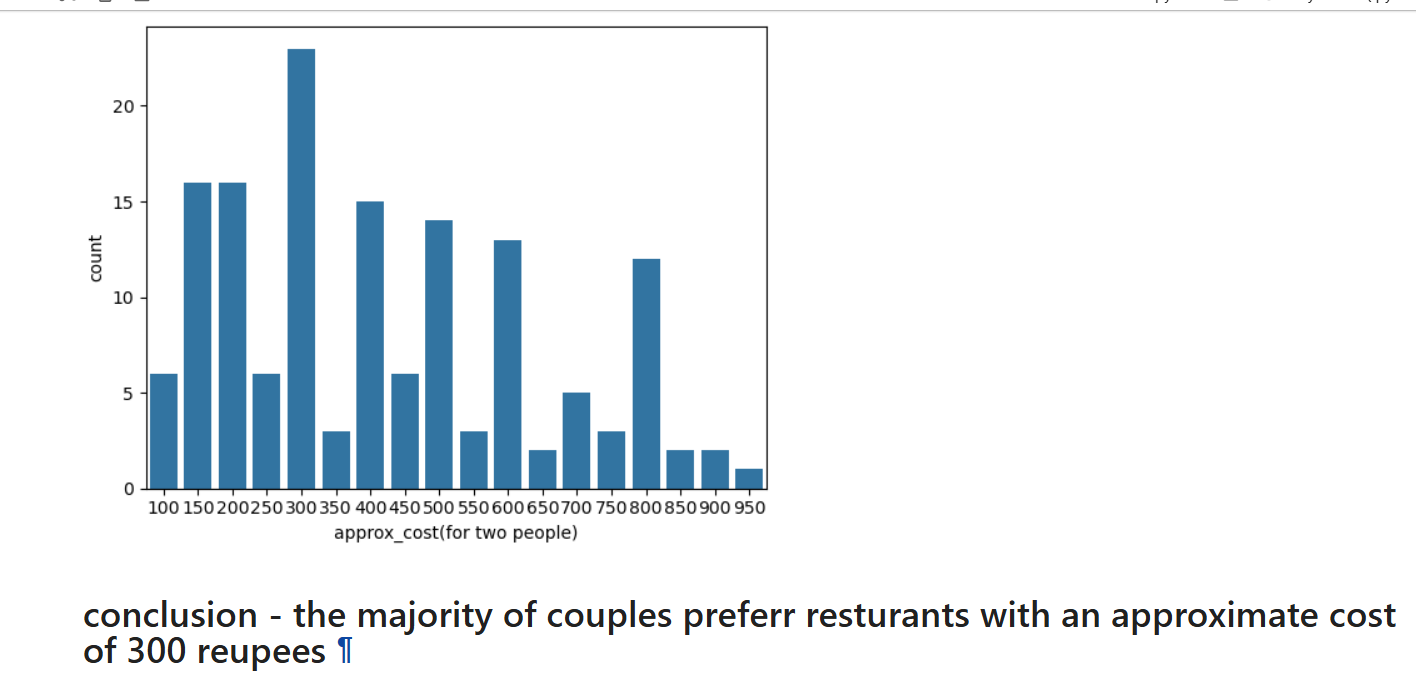 20
15
10
5
0
count
100 150 200 250 300 350 400 450 500 550 600 650 700 750 800 850 900 950
approx_cost(for two people)
conclusion - the majority of couples preferr resturants with an approximate cost
of 300 reupees ¶